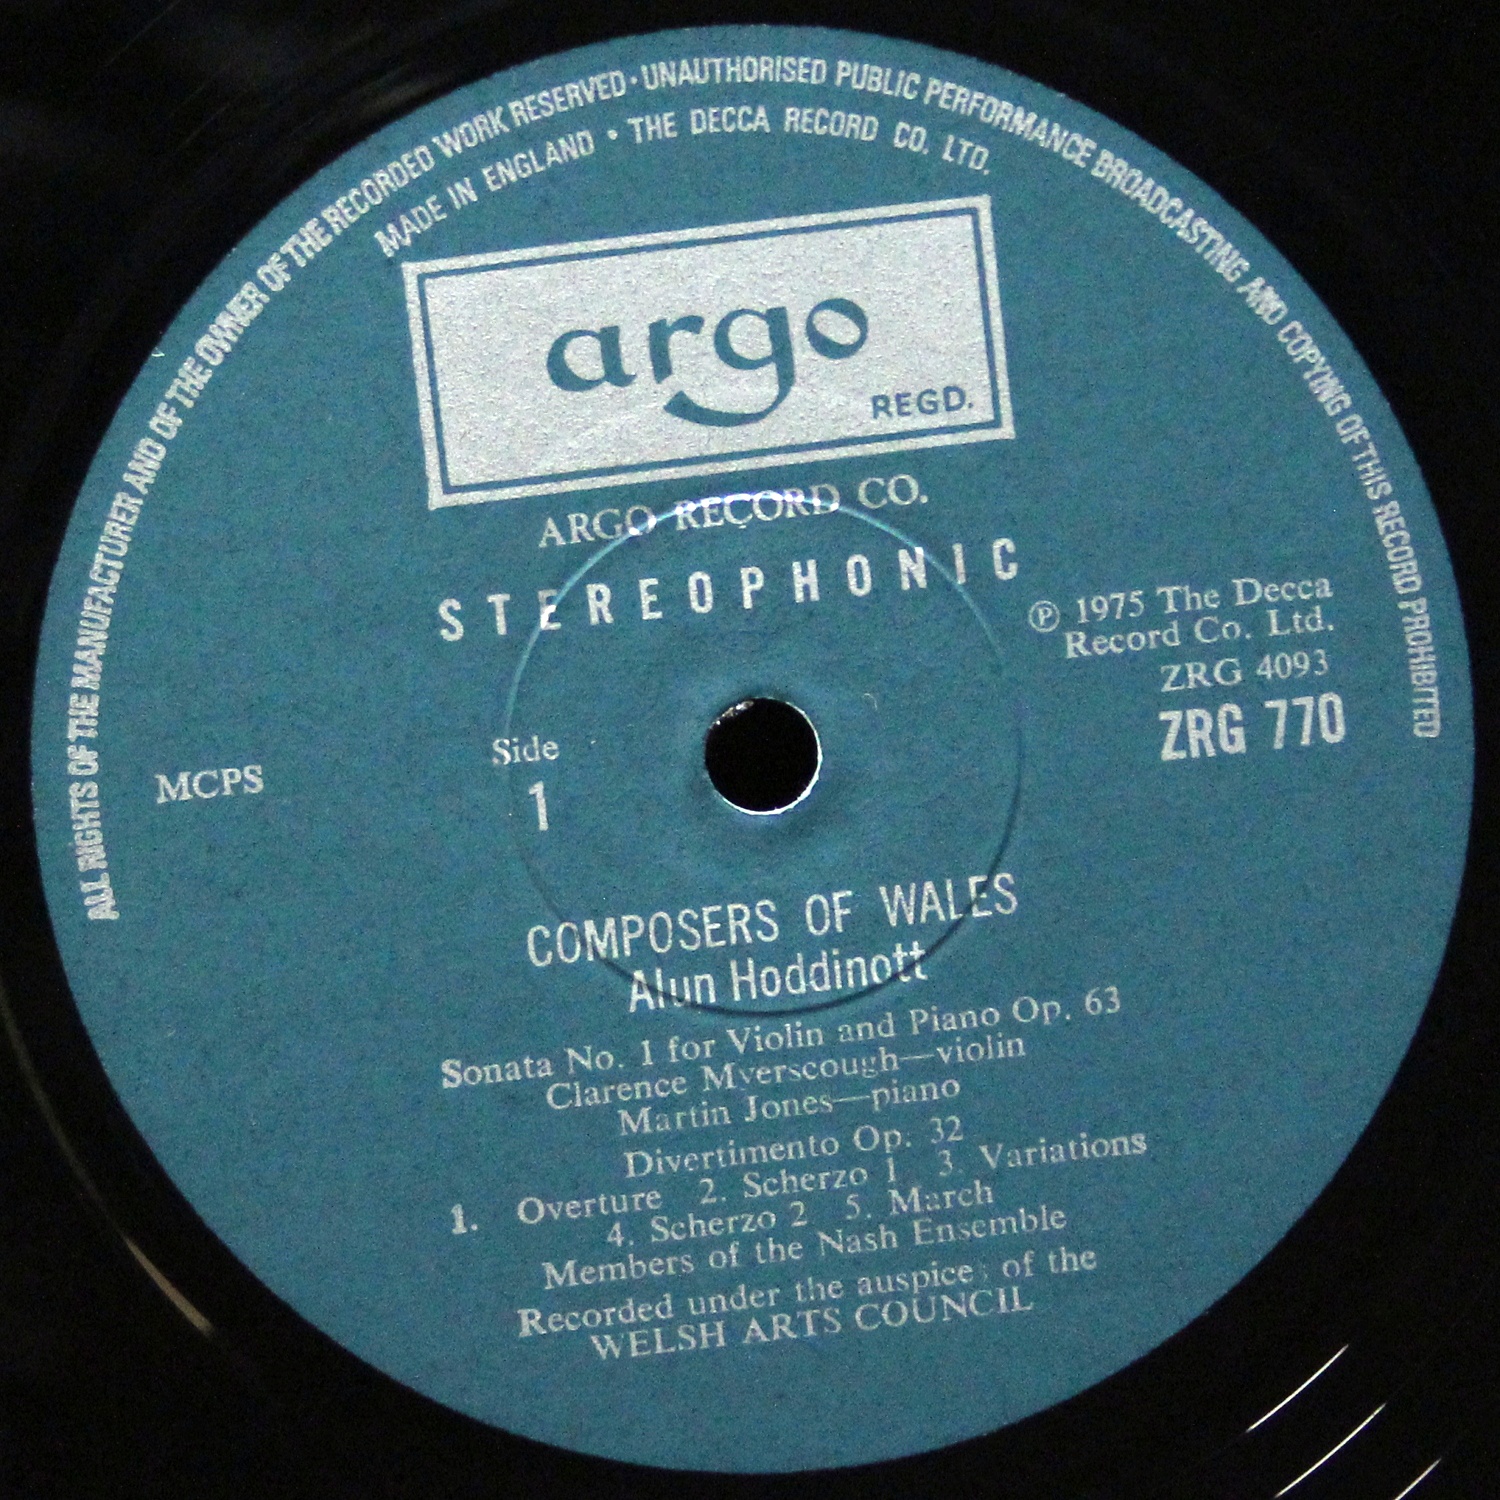 ALL RIGHTS OF THE MANUFACTURER AND OF THE OWNER OF THE RECORDED WORK RESERVED · UNAUTHORISED PUBLIC PERFORMANCE BROADCASTING AND COPYING OF THIS RECORD PROHIBITED
MADE IN ENGLAND • THE DECCA RECORD CO. LTD.
argo
REGD.
ARGO RECORD CO.
STEREOPHONIC
℗ 1975 The Decca
Record Co. Ltd.
ZRG 4093
ZRG 770
MCPS
Side
1
COMPOSERS OF WALES
Alun Hoddinott
Sonata No. 1 for Violin and Piano Op. 63
Clarence Myerscough—violin
Martin Jones—piano
Divertimento Op. 32
1. Overture 2. Scherzo 1 3. Variations
4. Scherzo 2 5. March
Members of the Nash Ensemble
Recorded under the auspices of the
WELSH ARTS COUNCIL